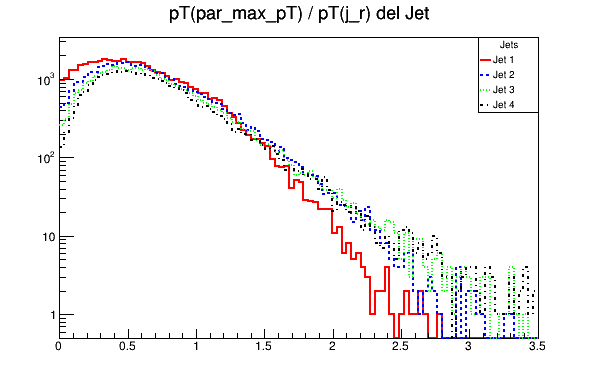 pT(par_max_pT) / pT(j_r) del Jet
Jets
Jet 1
Jet 2
Jet 3
Jet 4
10³
10²
10
1
0 0.5 1 1.5 2 2.5 3 3.5